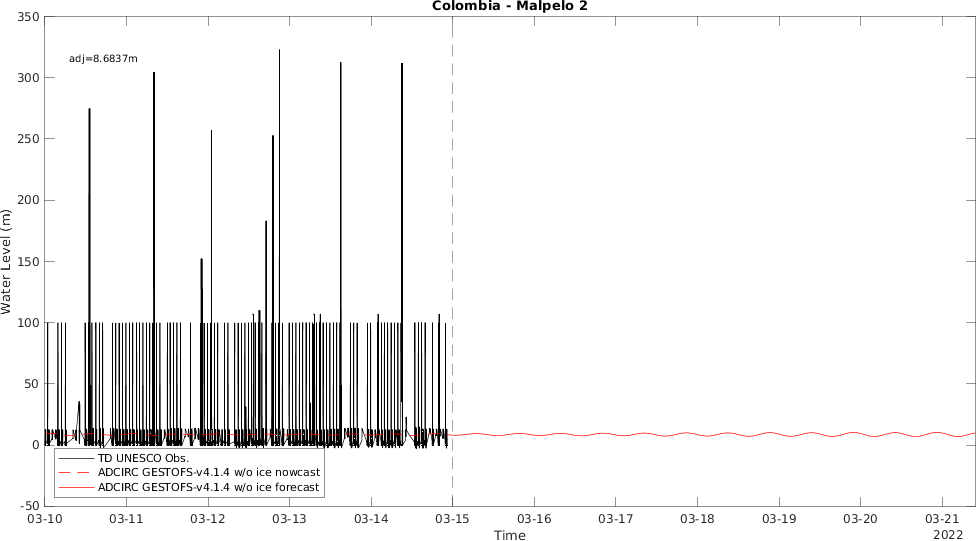 Colombia - Malpelo 2
adj=8.6837m
350
300
250
200
150
100
50
0
-50
Water Level (m)
TD UNESCO Obs.
ADCIRC GESTOFS-v4.1.4 w/o ice nowcast
ADCIRC GESTOFS-v4.1.4 w/o ice forecast
03-10 03-11 03-12 03-13 03-14 03-15 03-16 03-17 03-18 03-19 03-20 03-21
Time
2022